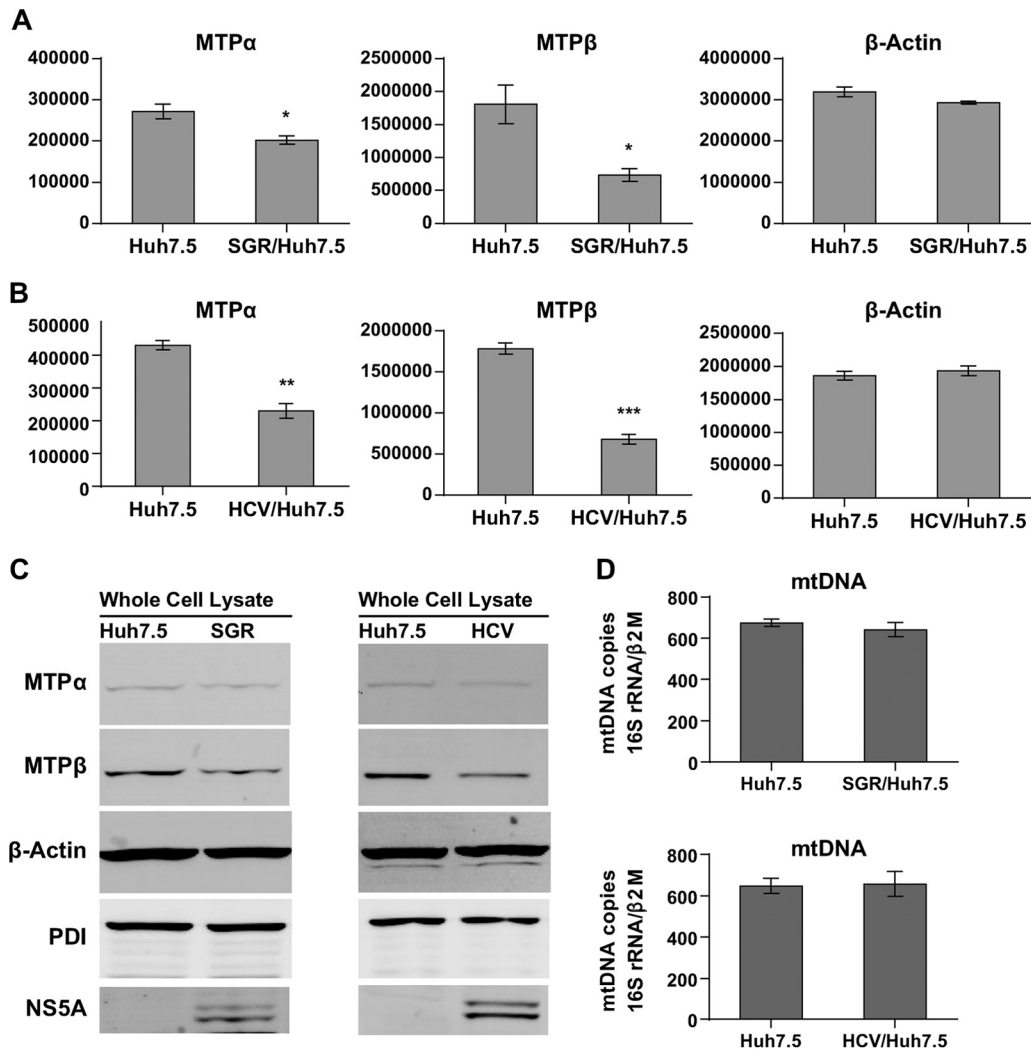 A
MTPα
400000
300000
200000
100000
0
*
Huh7.5 SGR/Huh7.5
MTPβ
2500000
2000000
1500000
1000000
500000
0
*
Huh7.5 SGR/Huh7.5
β-Actin
4000000
3000000
2000000
1000000
0
Huh7.5 SGR/Huh7.5
B
MTPα
500000
400000
300000
200000
100000
0
**
Huh7.5 HCV/Huh7.5
MTPβ
2000000
1500000
1000000
500000
0
***
Huh7.5 HCV/Huh7.5
β-Actin
2500000
2000000
1500000
1000000
500000
0
Huh7.5 HCV/Huh7.5
C
Whole Cell Lysate
Huh7.5 SGR
Whole Cell Lysate
Huh7.5 HCV
MTPα
MTPβ
β-Actin
PDI
NS5A
D
mtDNA
mtDNA copies
16S rRNA/β2M
800
600
400
200
0
Huh7.5 SGR/Huh7.5
mtDNA
mtDNA copies
16S rRNA/β2M
800
600
400
200
0
Huh7.5 HCV/Huh7.5